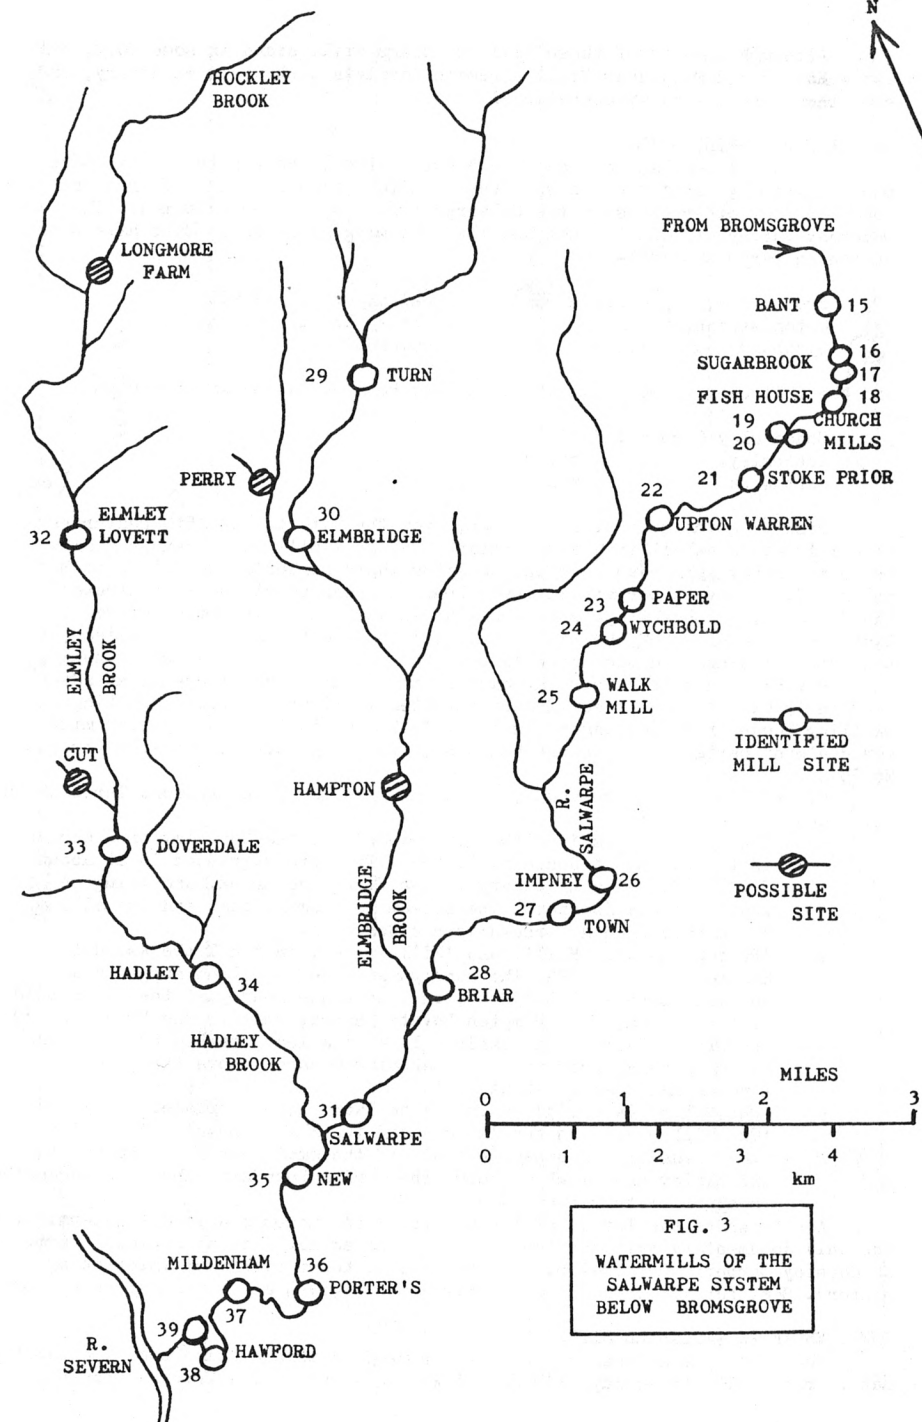 N
HOCKLEY
BROOK
FROM BROMSGROVE
LONGMORE
FARM
BANT 15
16
SUGARBROOK
17
FISH HOUSE 18
29 TURN
19 CHURCH
20 MILLS
PERRY
21 STOKE PRIOR
22
UPTON WARREN
30
ELMBRIDGE
ELMLEY
32 LOVETT
23 PAPER
24 WYCHBOLD
ELMLEY
BROOK
25 WALK
MILL
IDENTIFIED
MILL SITE
CUT
HAMPTON
R.
SALWARPE
33 DOVERDALE
IMPNEY 26
POSSIBLE
SITE
27 TOWN
ELMBRIDGE
BROOK
HADLEY 34
28
BRIAR
HADLEY
BROOK
MILES
0 1 2 3
0 1 2 3 4
km
31
SALWARPE
35 NEW
FIG. 3
WATERMILLS OF THE
SALWARPE SYSTEM
BELOW BROMSGROVE
MILDENHAM
36
PORTER'S
37
39
R.
SEVERN
HAWFORD
38